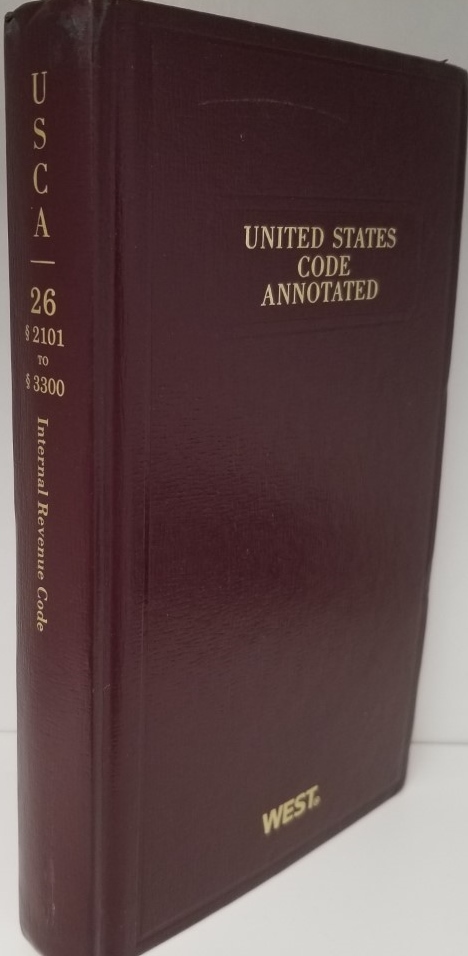 U
S
C
A
—
26
§ 2101
TO
§ 3300
Internal Revenue Code
UNITED STATES
CODE
ANNOTATED
WEST®